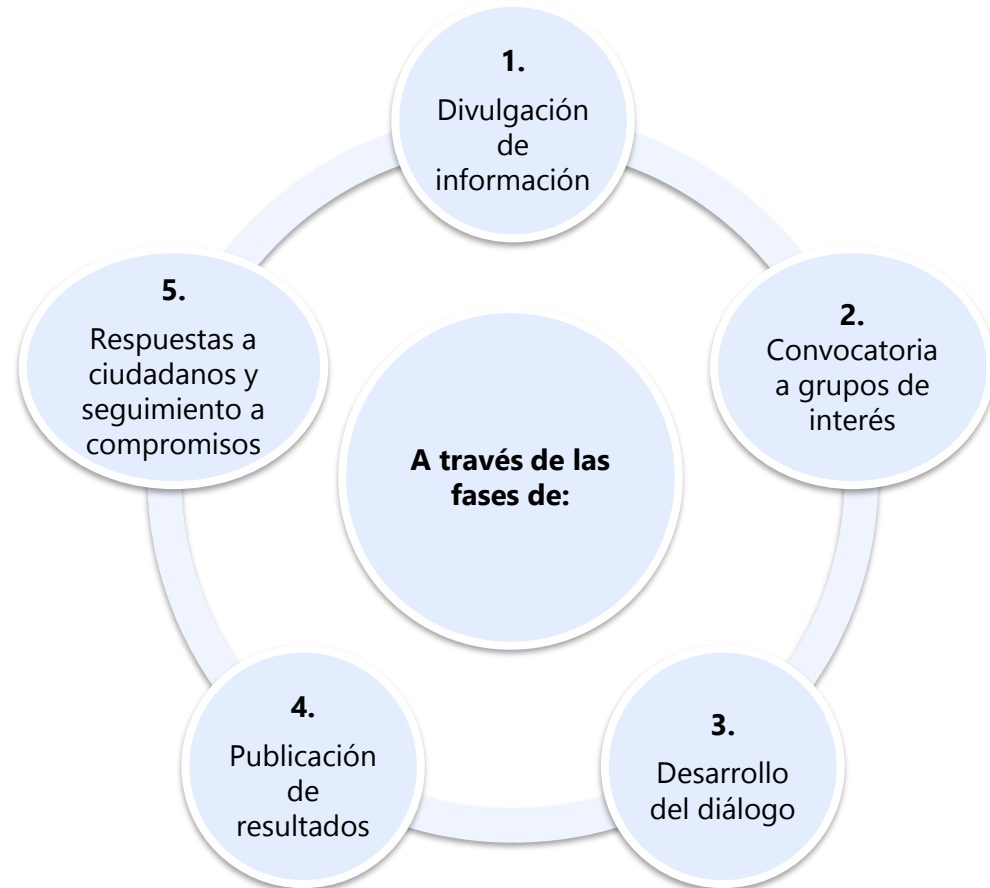 1.
Divulgación
de
información
2.
Convocatoria
a grupos de
interés
3.
Desarrollo
del diálogo
4.
Publicación
de
resultados
5.
Respuestas a
ciudadanos y
seguimiento a
compromisos
A través de las
fases de: